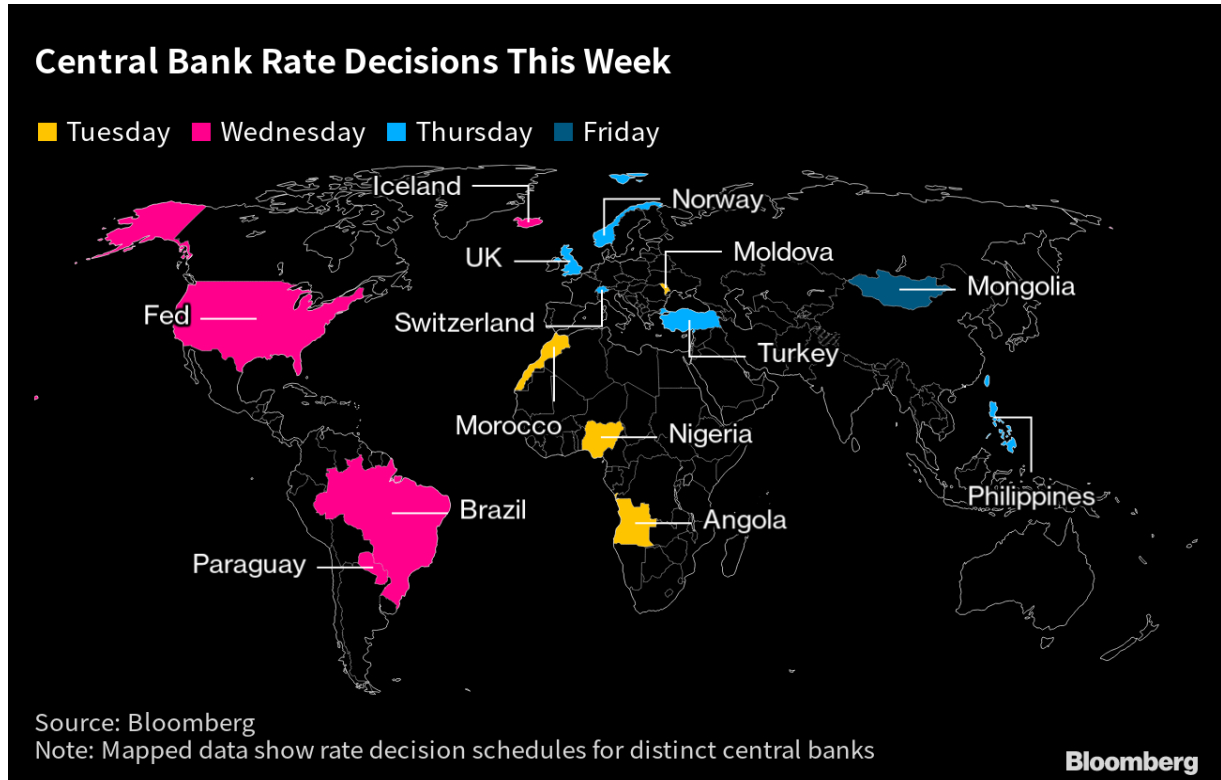 Central Bank Rate Decisions This Week
Tuesday Wednesday Thursday Friday
Iceland
Norway
UK
Moldova
Mongolia
Fed
Switzerland
Turkey
Morocco
Nigeria
Philippines
Brazil
Angola
Paraguay
Source: Bloomberg
Note: Mapped data show rate decision schedules for distinct central banks
Bloomberg